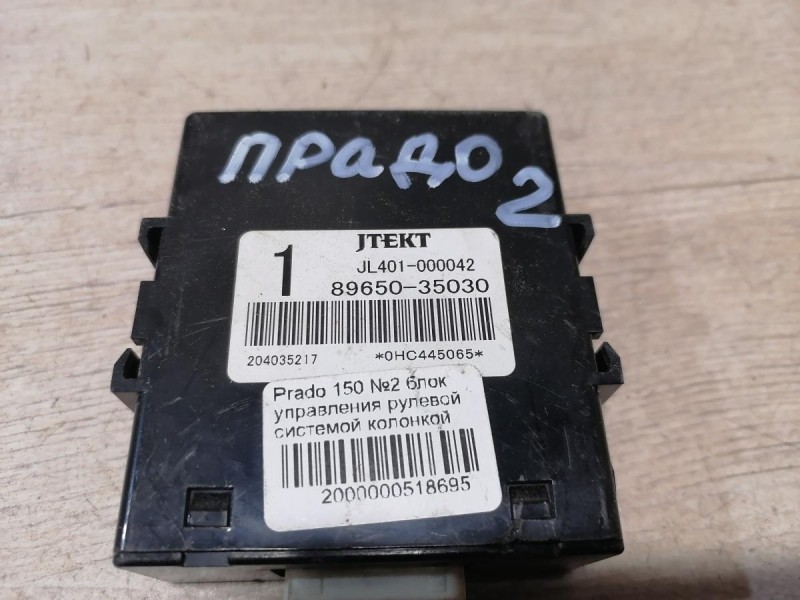 ПРАДО 2
JTEKT
1
JL401-000042
89650-35030
204035217 *0HC445065*
Prado 150 №2 блок
управления рулевой
системой колонкой
2000000518695